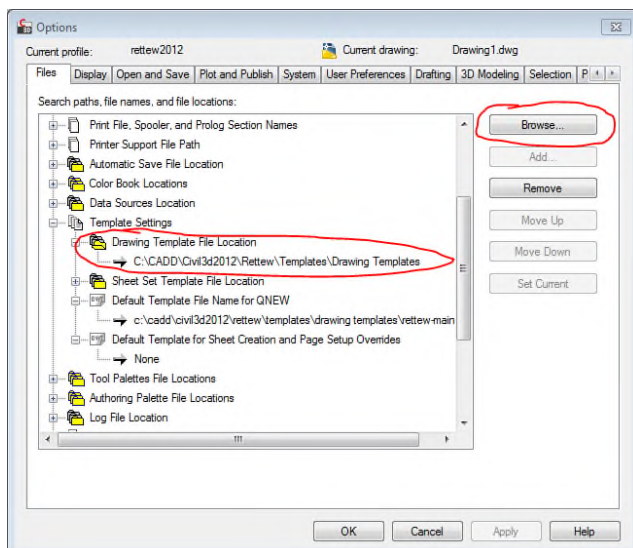 Options
Current profile: rettew2012 Current drawing: Drawing1.dwg
Files Display Open and Save Plot and Publish System User Preferences Drafting 3D Modeling Selection P
Search paths, file names, and file locations:
Print File, Spooler, and Prolog Section Names
Browse...
Printer Support File Path
Automatic Save File Location
Add...
Color Book Locations
Data Sources Location
Remove
Template Settings
Move Up
Drawing Template File Location
C:\CADD\Civil3d2012\Rettew\Templates\Drawing Templates
Move Down
Sheet Set Template File Location
Set Current
Default Template File Name for QNEW
c:\cadd\civil3d2012\rettew\templates\drawing templates\rettew-main
Default Template for Sheet Creation and Page Setup Overrides
None
Tool Palettes File Locations
Authoring Palette File Locations
Log File Location
OK Cancel Apply Help